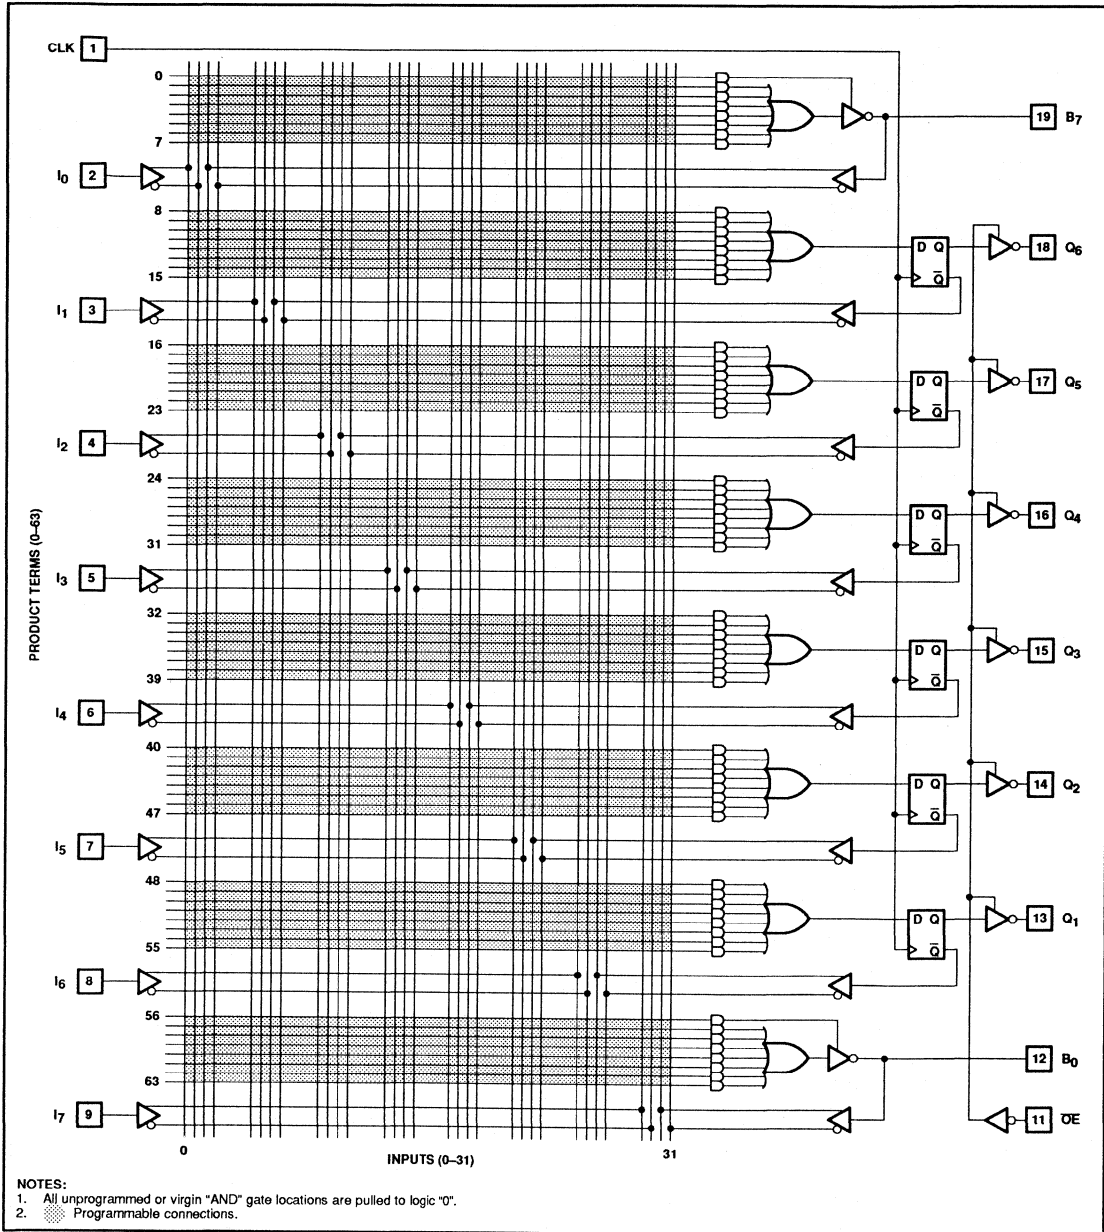 CLK 1
0
7
19 B7
I0 2
8
15
D Q
Q̅
18 Q6
I1 3
16
23
D Q
Q̅
17 Q5
I2 4
24
31
D Q
Q̅
16 Q4
I3 5
32
39
D Q
Q̅
15 Q3
I4 6
40
47
D Q
Q̅
14 Q2
I5 7
48
55
D Q
Q̅
13 Q1
I6 8
56
63
12 B0
I7 9
11 O̅E̅
PRODUCT TERMS (0–63)
0
INPUTS (0–31)
31
NOTES:
1. All unprogrammed or virgin "AND" gate locations are pulled to logic "0".
2. Programmable connections.